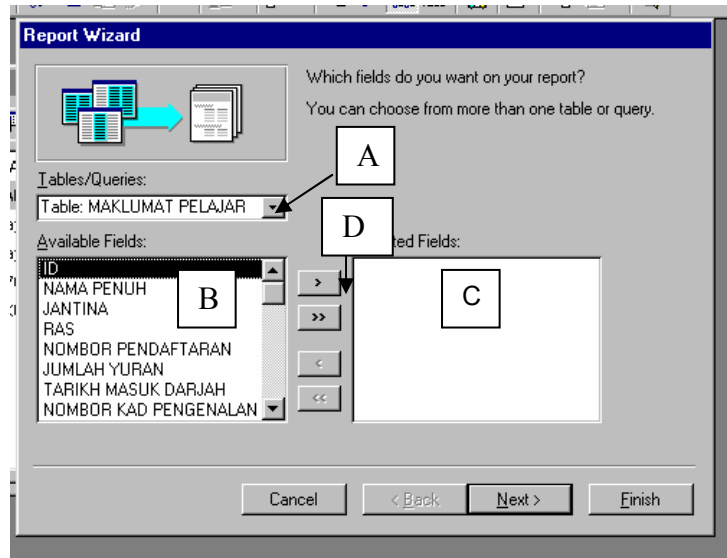 Report Wizard
Which fields do you want on your report?
You can choose from more than one table or query.
A
Tables/Queries:
Table: MAKLUMAT PELAJAR
D
Available Fields:
Fields:
ID
NAMA PENUH
JANTINA
RAS
NOMBOR PENDAFTARAN
JUMLAH YURAN
TARIKH MASUK DARJAH
NOMBOR KAD PENGENALAN
B
C
>
>>
<
<<
Cancel
< Back
Next >
Finish